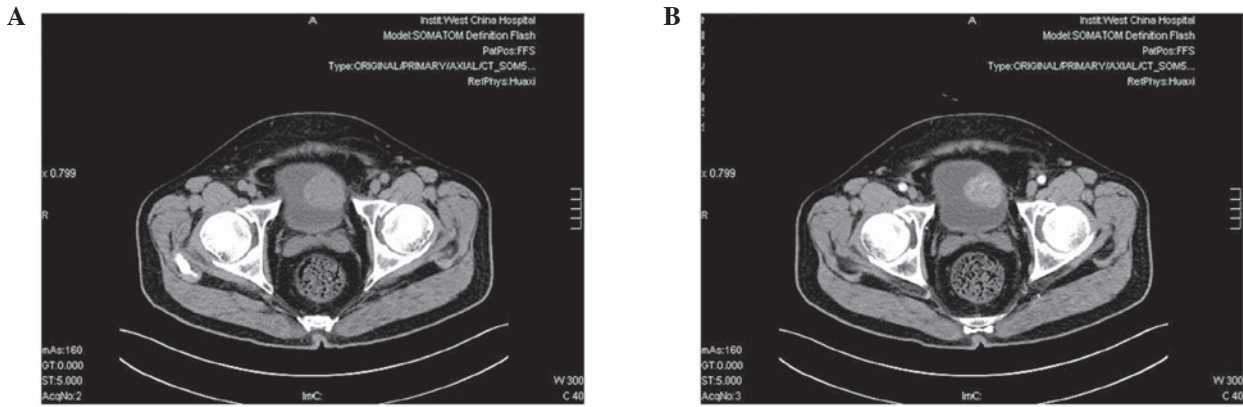 A
A
Instit:West China Hospital
Model:SOMATOM Definition Flash
PatPos:FFS
Type:ORIGINAL/PRIMARY/AXIAL/CT_SOM5...
RefPhys:Huaxi
x 0.799
R
mAs:160
GT:0.000
ST:5.000
AcqNo:2
ImC:
W 300
C 40
B
A
Instit:West China Hospital
Model:SOMATOM Definition Flash
PatPos:FFS
Type:ORIGINAL/PRIMARY/AXIAL/CT_SOM5...
RefPhys:Huaxi
x 0.799
R
mAs:160
GT:0.000
ST:5.000
AcqNo:3
ImC:
W 300
C 40